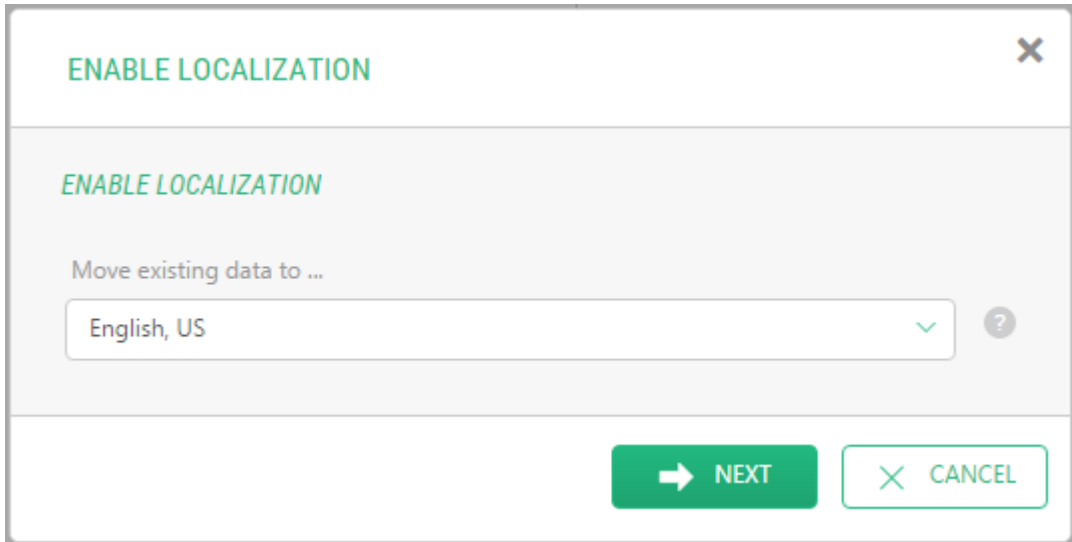 ENABLE LOCALIZATION
ENABLE LOCALIZATION
Move existing data to ...
English, US
?
NEXT
CANCEL